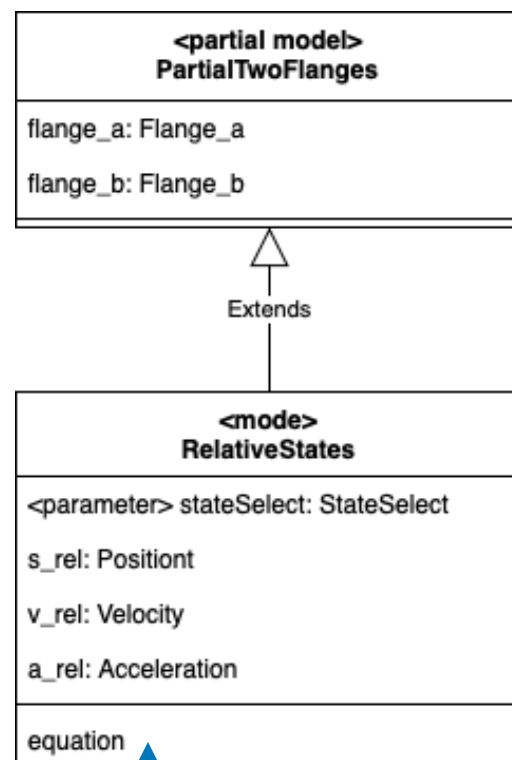 <partial model>
PartialTwoFlanges
flange_a: Flange_a
flange_b: Flange_b
Extends
<mode>
RelativeStates
<parameter> stateSelect: StateSelect
s_rel: Positiont
v_rel: Velocity
a_rel: Acceleration
equation